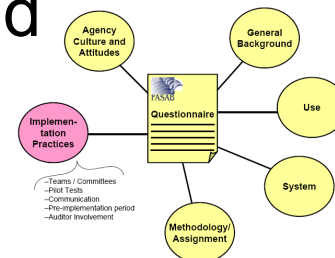 d
Agency
Culture and
Attitudes
General
Background
FASAB
Questionnaire
Use
Implemen-
tation
Practices
–Teams / Committees
–Pilot Tests
–Communication
–Pre-implementation period
–Auditor Involvement
System
Methodology/
Assignment